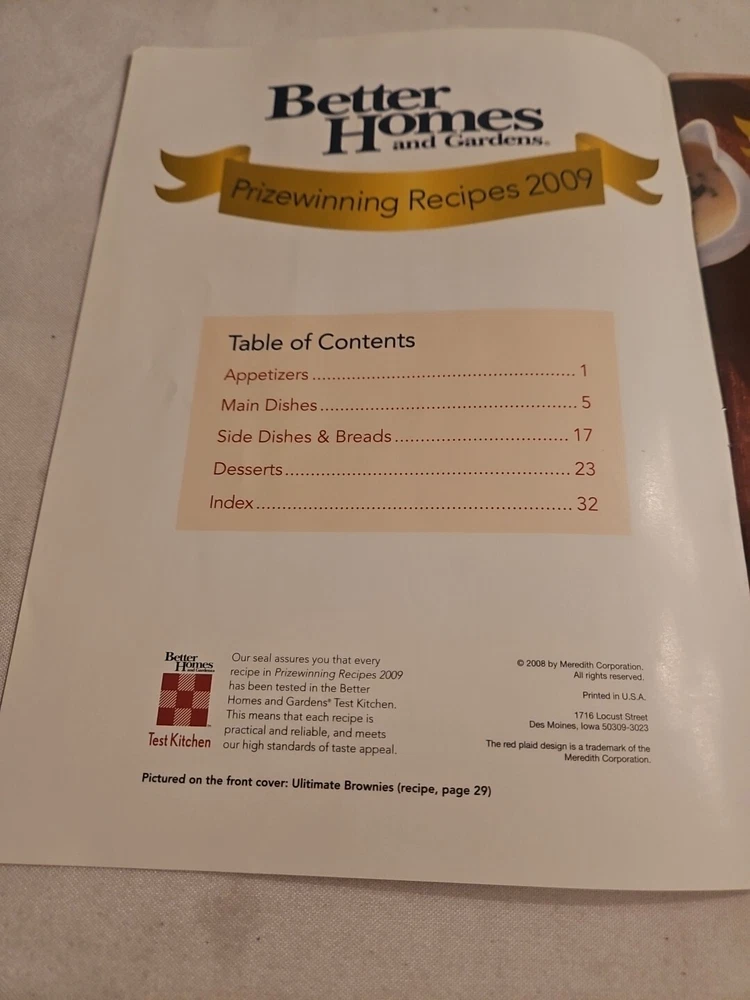 Better
Homes
and Gardens®
Prizewinning Recipes 2009
Table of Contents
Appetizers........................................................ 1
Main Dishes..................................................... 5
Side Dishes & Breads................................... 17
Desserts.......................................................... 23
Index................................................................ 32
Better
Homes
and Gardens
Test Kitchen
Our seal assures you that every
recipe in Prizewinning Recipes 2009
has been tested in the Better
Homes and Gardens® Test Kitchen.
This means that each recipe is
practical and reliable, and meets
our high standards of taste appeal.
© 2008 by Meredith Corporation.
All rights reserved.
Printed in U.S.A.
1716 Locust Street
Des Moines, Iowa 50309-3023
The red plaid design is a trademark of the
Meredith Corporation.
Pictured on the front cover: Ulitimate Brownies (recipe, page 29)